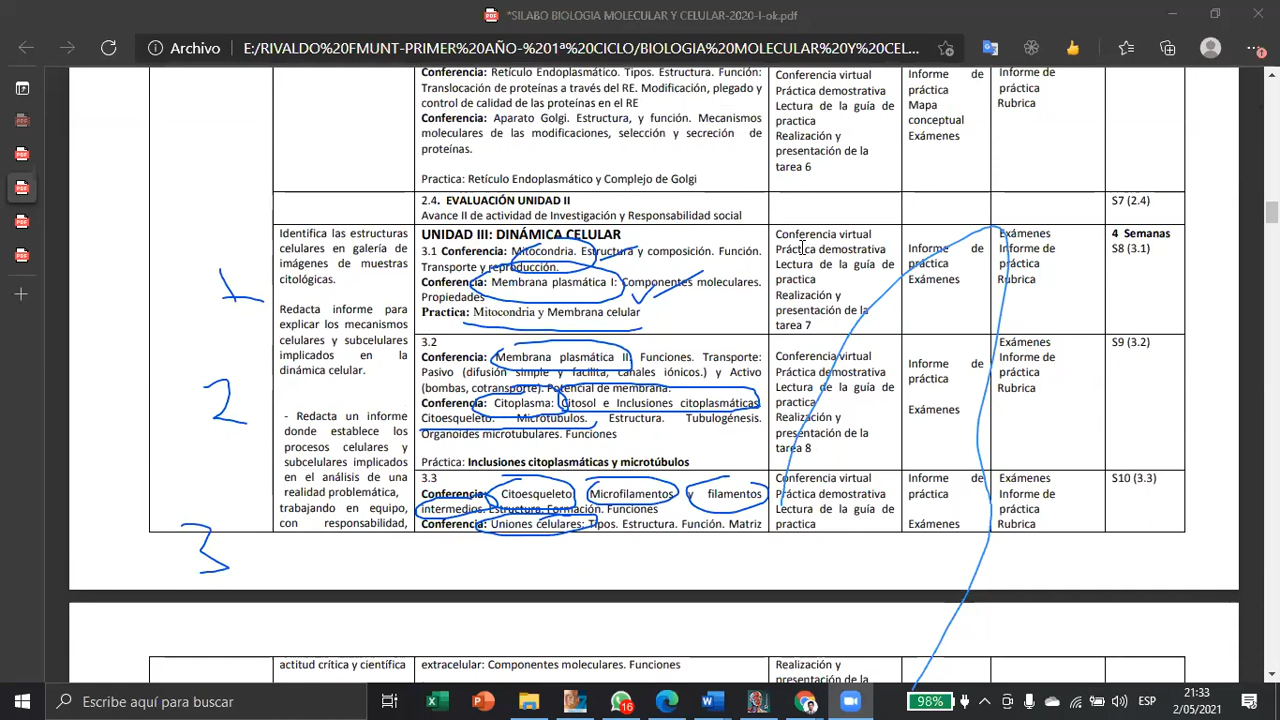 *SILABO BIOLOGIA MOLECULAR Y CELULAR-2020-I-ok.pdf
Archivo
E:/RIVALDO%20FMUNT-PRIMER%20AÑO-%201ª%20CICLO/BIOLOGIA%20MOLECULAR%20Y%20CEL...
Conferencia: Retículo Endoplasmático. Tipos. Estructura. Función:
Translocación de proteínas a través del RE. Modificación, plegado y
control de calidad de las proteínas en el RE
Conferencia: Aparato Golgi. Estructura, y función. Mecanismos
moleculares de las modificaciones, selección y secreción de
proteínas.
Practica: Retículo Endoplasmático y Complejo de Golgi
Conferencia virtual
Práctica demostrativa
Lectura de la guía de
practica
Realización y
presentación de la
tarea 6
Informe de
práctica
Mapa
conceptual
Exámenes
Informe de
práctica
Rubrica
2.4. EVALUACIÓN UNIDAD II
Avance II de actividad de Investigación y Responsabilidad social
S7 (2.4)
Identifica las estructuras
celulares en galería de
imágenes de muestras
citológicas.
Redacta informe para
explicar los mecanismos
celulares y subcelulares
implicados en la
dinámica celular.
- Redacta un informe
donde establece los
procesos celulares y
subcelulares implicados
en el análisis de una
realidad problemática,
trabajando en equipo,
con responsabilidad,
UNIDAD III: DINÁMICA CELULAR
3.1 Conferencia: Mitocondria. Estructura y composición. Función.
Transporte y reproducción.
Conferencia: Membrana plasmática I: Componentes moleculares.
Propiedades
Practica: Mitocondria y Membrana celular
Conferencia virtual
Práctica demostrativa
Lectura de la guía de
practica
Realización y
presentación de la
tarea 7
Informe de
práctica
Exámenes
Exámenes
Informe de
práctica
Rubrica
4 Semanas
S8 (3.1)
3.2
Conferencia: Membrana plasmática II. Funciones. Transporte:
Pasivo (difusión simple y facilita, canales iónicos.) y Activo
(bombas, cotransporte). Potencial de membrana.
Conferencia: Citoplasma: Citosol e Inclusiones citoplasmáticas.
Citoesqueleto. Microtúbulos. Estructura. Tubulogénesis.
Organoides microtubulares. Funciones
Práctica: Inclusiones citoplasmáticas y microtúbulos
Conferencia virtual
Práctica demostrativa
Lectura de la guía de
practica
Realización y
presentación de la
tarea 8
Informe de
práctica
Exámenes
Exámenes
Informe de
práctica
Rubrica
S9 (3.2)
3.3
Conferencia: Citoesqueleto Microfilamentos y filamentos
intermedios. Estructura. Formación. Funciones
Conferencia: Uniones celulares: Tipos. Estructura. Función. Matriz
Conferencia virtual
Práctica demostrativa
Lectura de la guía de
practica
Informe de
práctica
Exámenes
Exámenes
Informe de
práctica
Rubrica
S10 (3.3)
1
2
3
actitud crítica y científica
extracelular: Componentes moleculares. Funciones
Realización y
presentación de la
Escribe aquí para buscar
16
98%
ESP
21:33
2/05/2021